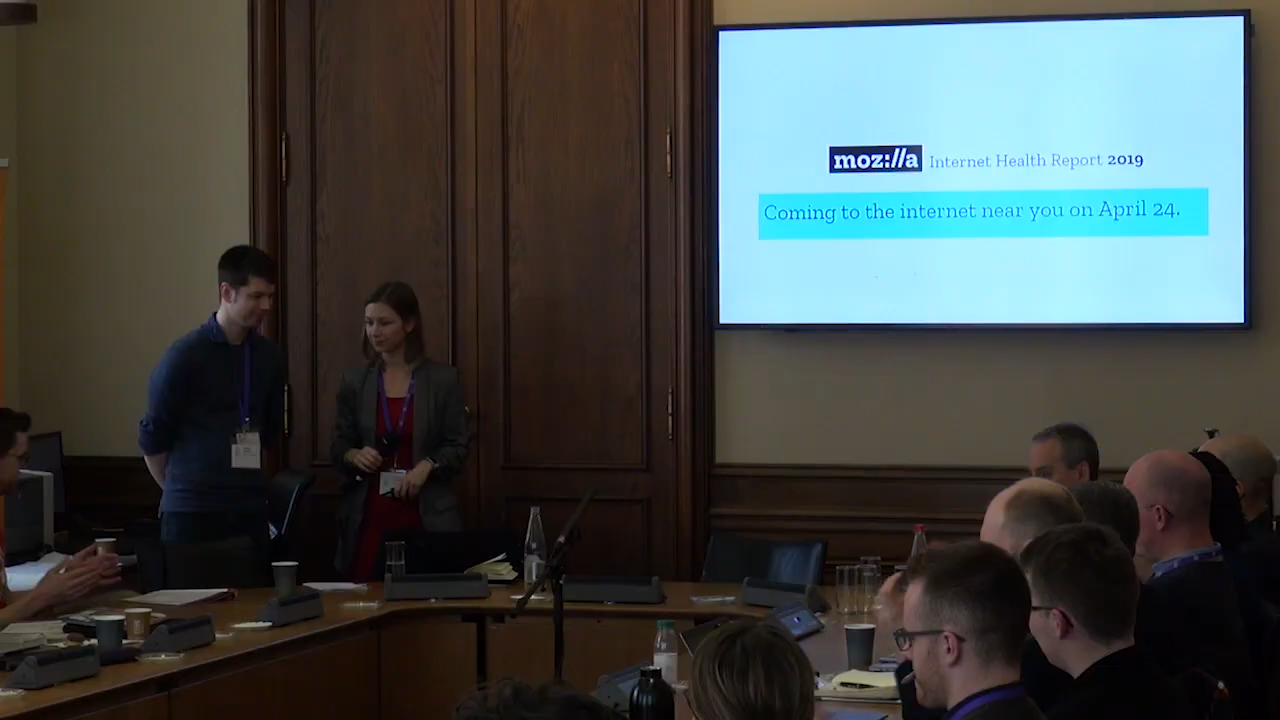 moz://a Internet Health Report 2019
Coming to the internet near you on April 24.